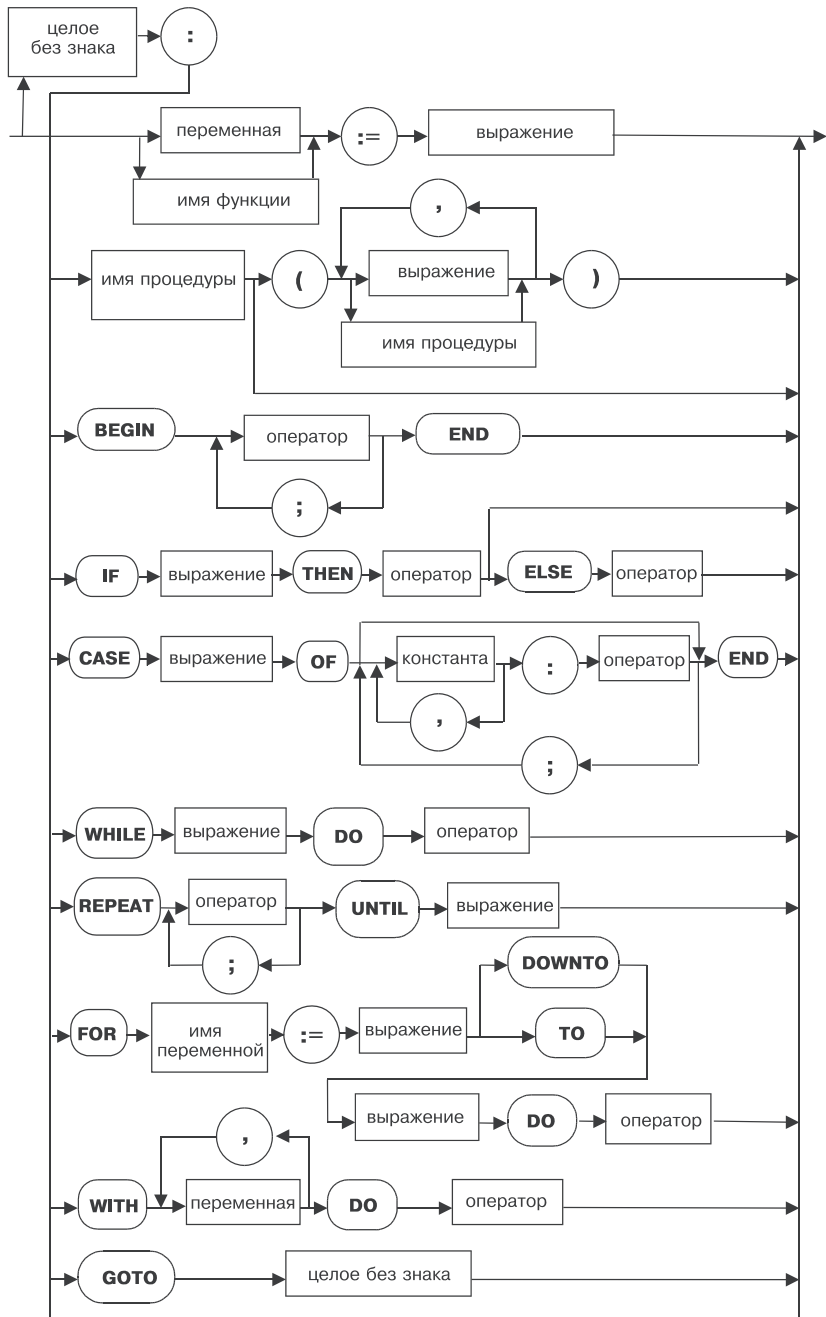 целое
без знака :
переменная := выражение
имя функции
,
имя процедуры ( выражение )
имя процедуры
BEGIN оператор END
;
IF выражение THEN оператор ELSE оператор
CASE выражение OF константа : оператор END
,
;
WHILE выражение DO оператор
REPEAT оператор UNTIL выражение
;
DOWNTO
FOR имя
переменной := выражение TO
выражение DO оператор
,
WITH переменная DO оператор
GOTO целое без знака